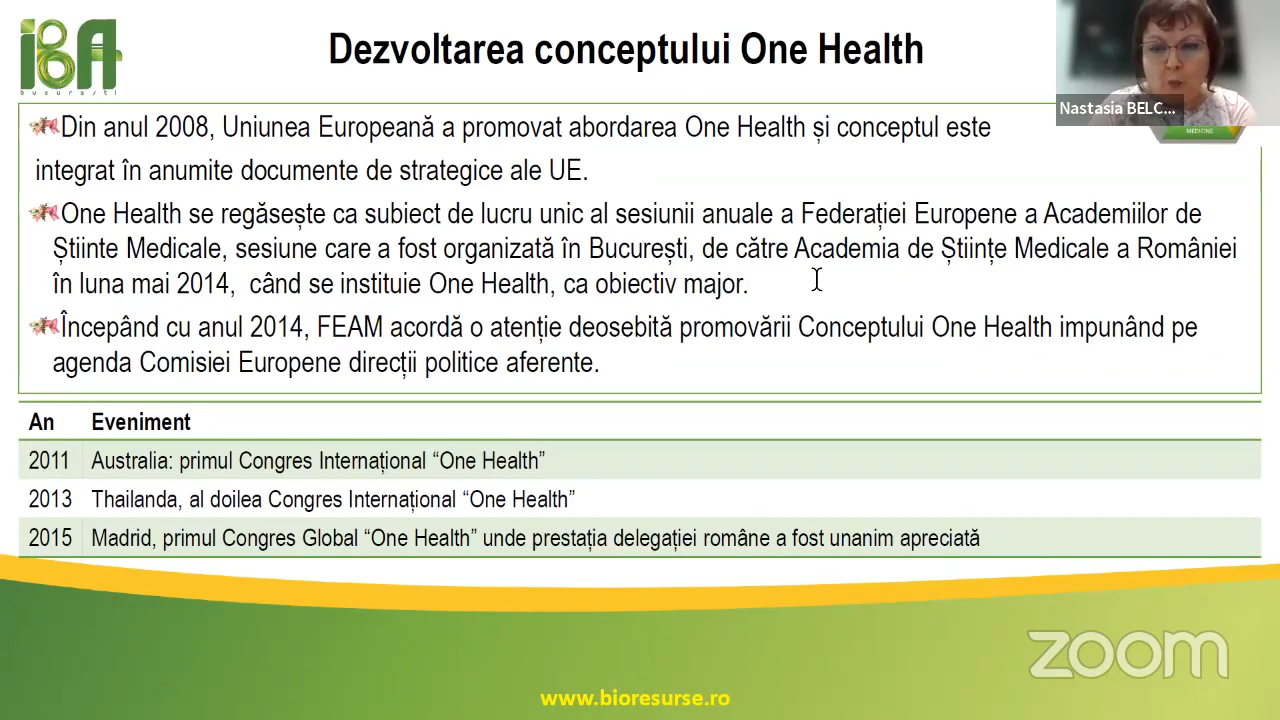 IBA
bucurești
Dezvoltarea conceptului One Health
Nastasia BELC...
MEDICINE
Din anul 2008, Uniunea Europeană a promovat abordarea One Health și conceptul este
integrat în anumite documente de strategice ale UE.
One Health se regăsește ca subiect de lucru unic al sesiunii anuale a Federației Europene a Academiilor de
Știinte Medicale, sesiune care a fost organizată în București, de către Academia de Științe Medicale a României
în luna mai 2014, când se instituie One Health, ca obiectiv major.
Începând cu anul 2014, FEAM acordă o atenție deosebită promovării Conceptului One Health impunând pe
agenda Comisiei Europene direcții politice aferente.
An Eveniment
2011 Australia: primul Congres Internațional “One Health”
2013 Thailanda, al doilea Congres Internațional “One Health”
2015 Madrid, primul Congres Global “One Health” unde prestația delegației române a fost unanim apreciată
zoom
www.bioresurse.ro